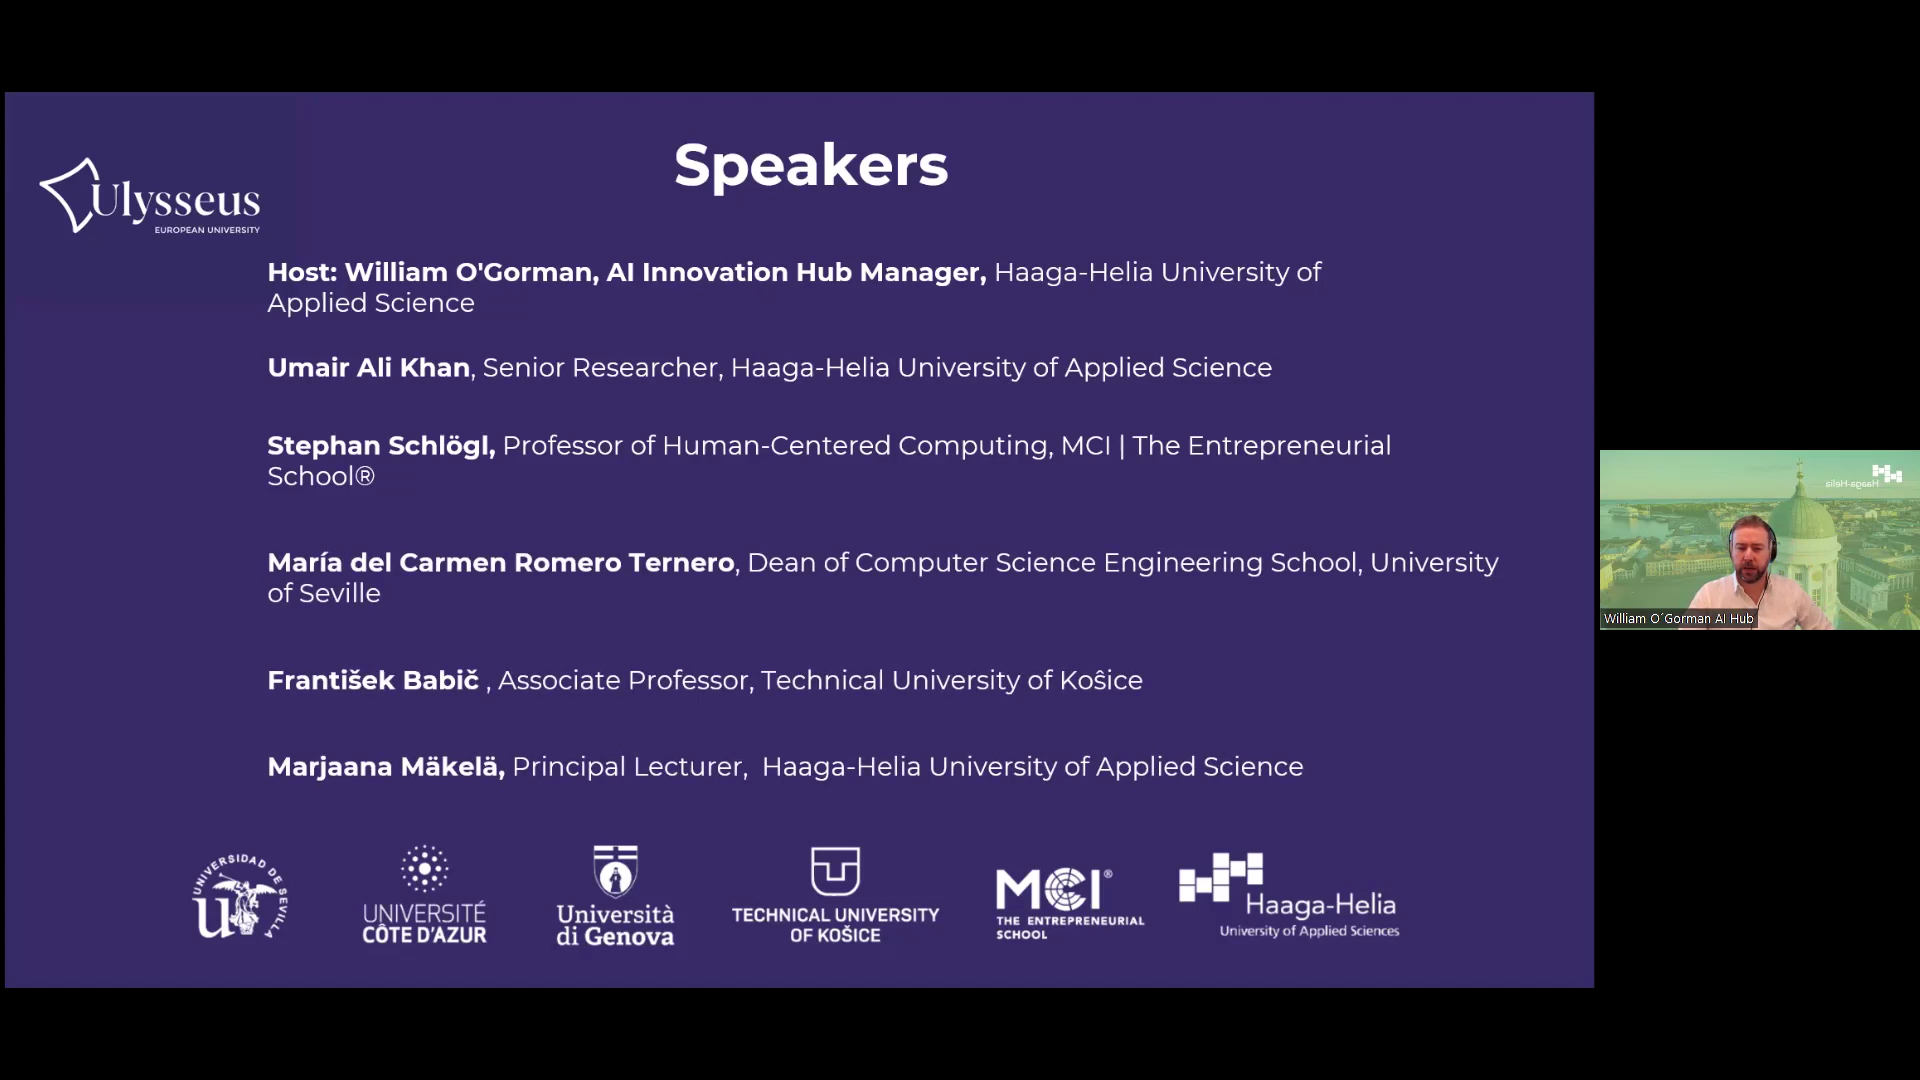 Speakers
Ulysseus
EUROPEAN UNIVERSITY
Host: William O'Gorman, AI Innovation Hub Manager, Haaga-Helia University of
Applied Science
Umair Ali Khan, Senior Researcher, Haaga-Helia University of Applied Science
Stephan Schlögl, Professor of Human-Centered Computing, MCI | The Entrepreneurial
School®
María del Carmen Romero Ternero, Dean of Computer Science Engineering School, University
of Seville
František Babič , Associate Professor, Technical University of Koŝice
Marjaana Mäkelä, Principal Lecturer, Haaga-Helia University of Applied Science
UNIVERSIDAD DE SEVILLA
UNIVERSITÉ
CÔTE D'AZUR
Università
di Genova
TECHNICAL UNIVERSITY
OF KOŠICE
MCI®
THE ENTREPRENEURIAL
SCHOOL
Haaga-Helia
University of Applied Sciences
Haaga-Helia
William O´Gorman AI Hub